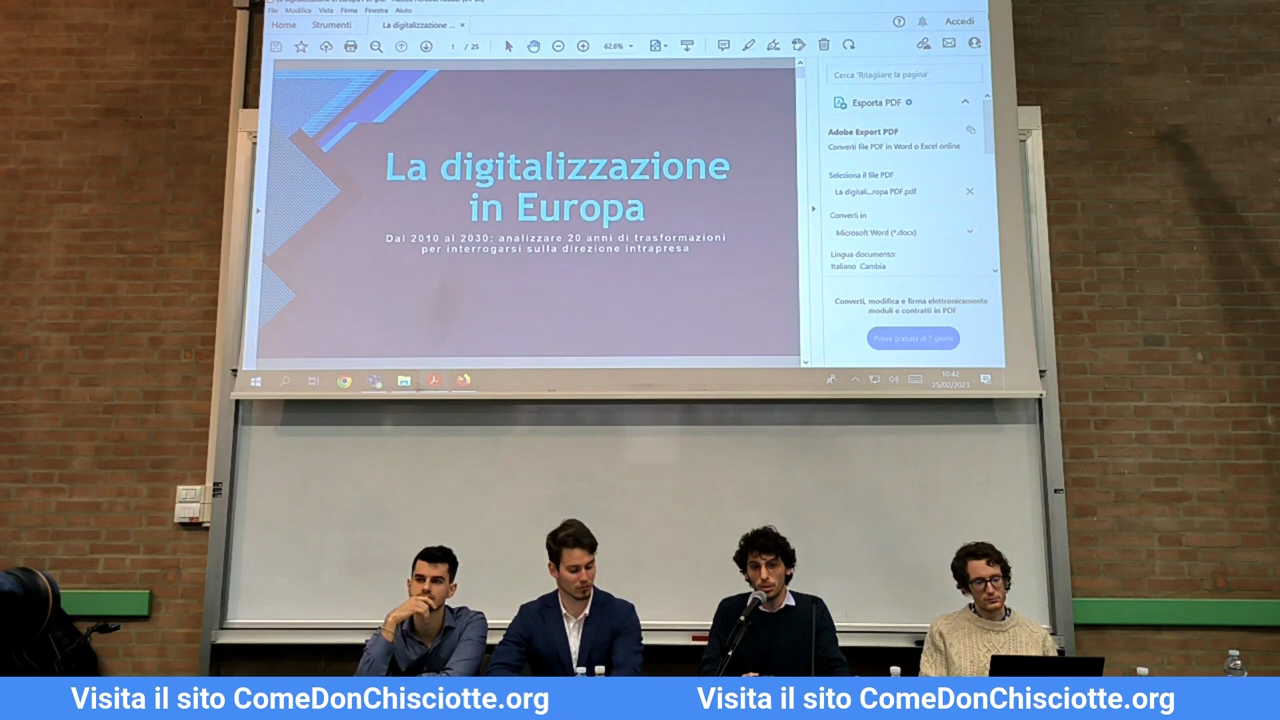 File Modifica Vista Firma Finestra Aiuto
Home Strumenti La digitalizzazione ... × Accedi
1 / 25 62,6%
Cerca 'Ritagliare la pagina'
Esporta PDF
Adobe Export PDF
Converti file PDF in Word o Excel online
Seleziona il file PDF
La digitali...ropa PDF.pdf
Converti in
Microsoft Word (*.docx)
Lingua documento:
Italiano Cambia
Converti, modifica e firma elettronicamente
moduli e contratti in PDF
Prova gratuita di 7 giorni
La digitalizzazione
in Europa
Dal 2010 al 2030: analizzare 20 anni di trasformazioni
per interrogarsi sulla direzione intrapresa
10:42
25/02/2023
Visita il sito ComeDonChisciotte.org Visita il sito ComeDonChisciotte.org